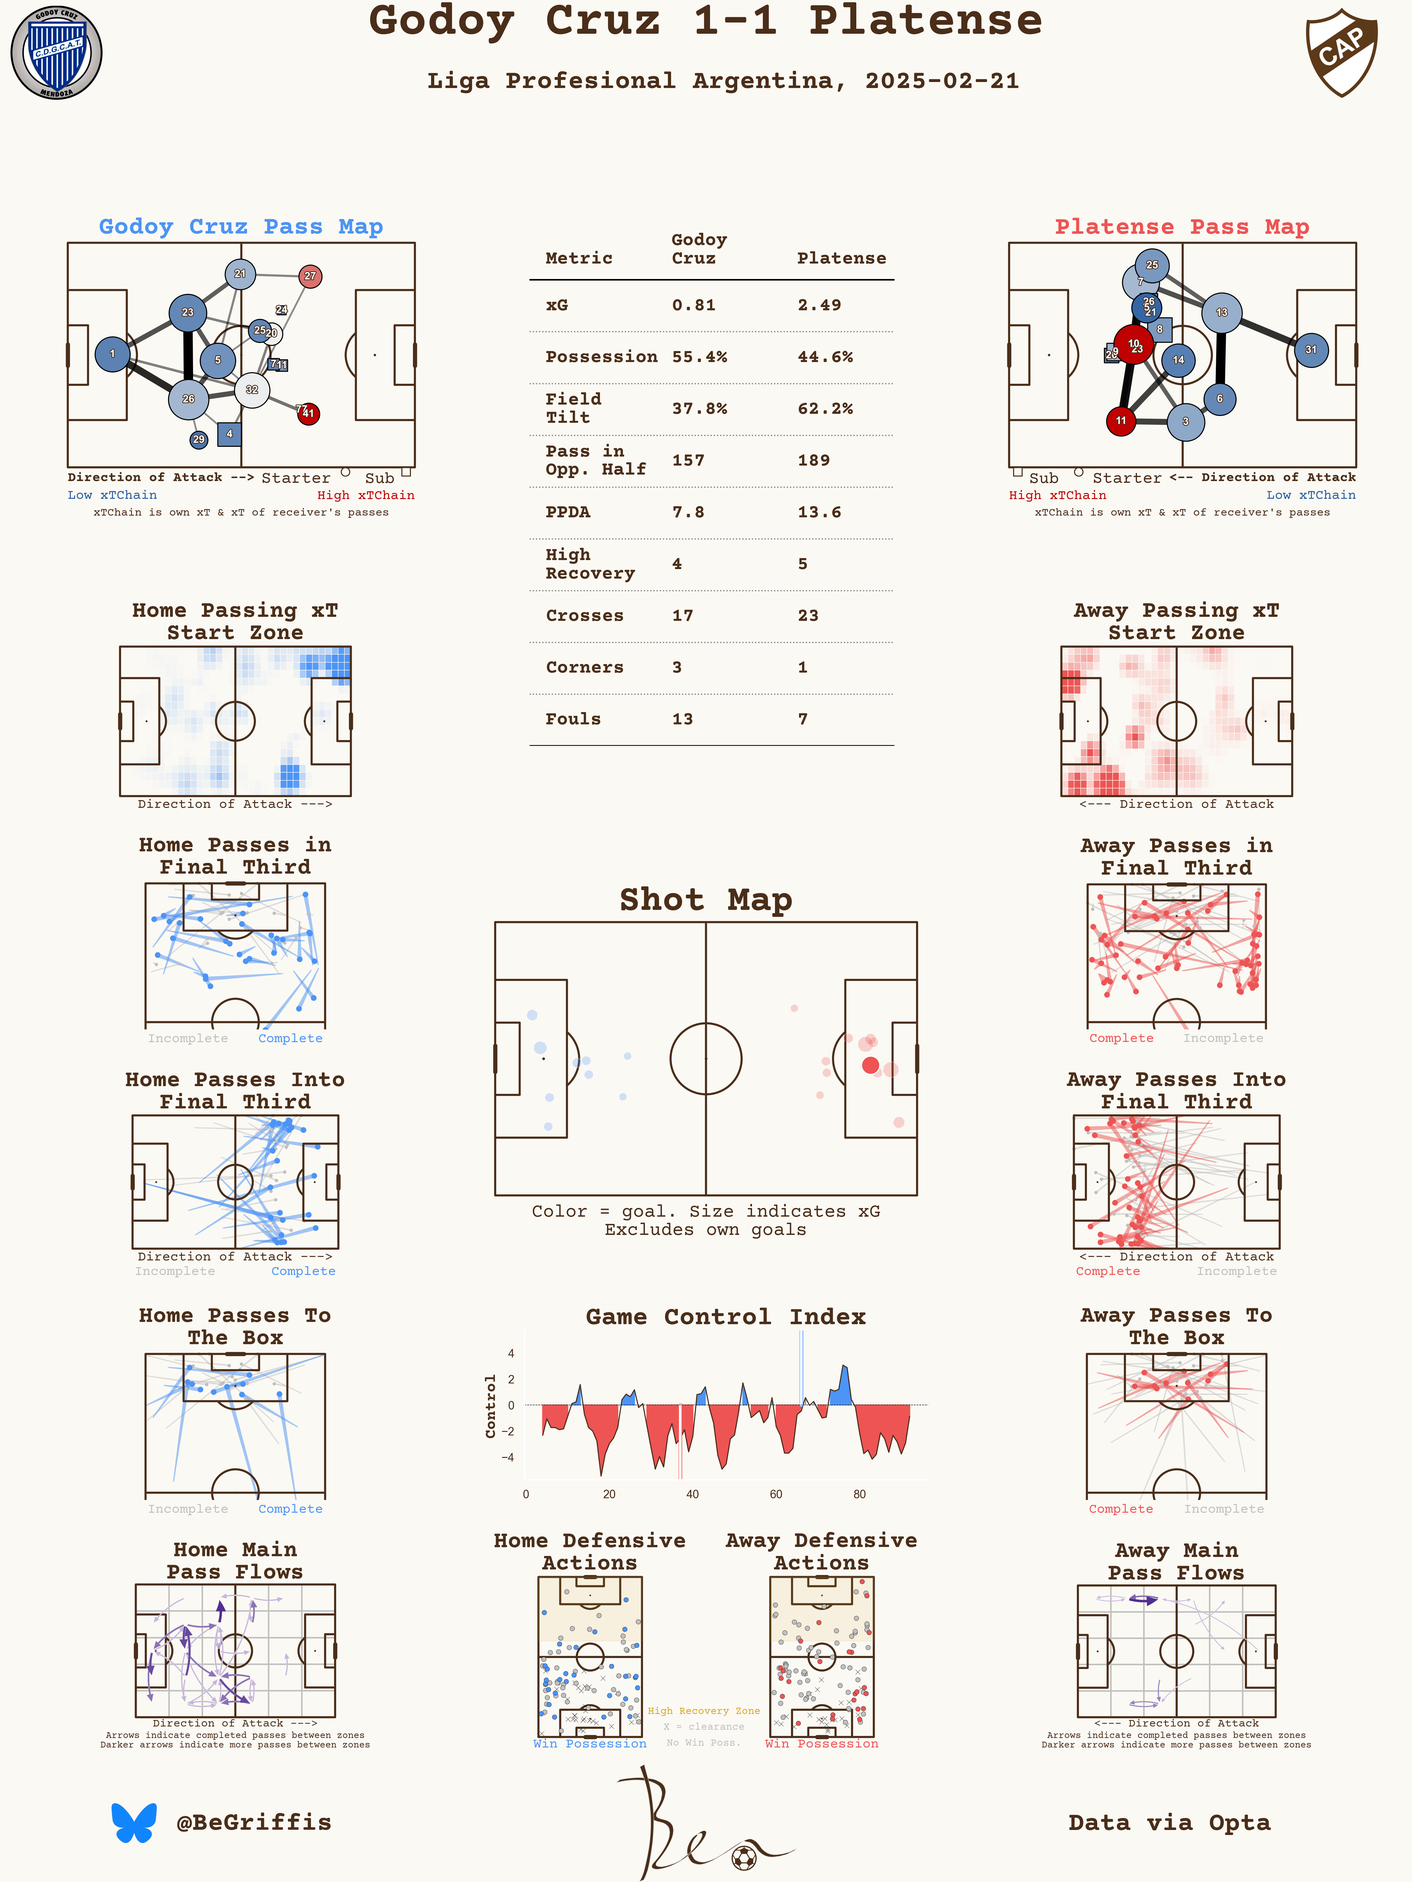 Godoy Cruz 1-1 Platense
Liga Profesional Argentina, 2025-02-21
GODOY CRUZ
C.D.G.C.A.T.
MENDOZA
CAP
Godoy Cruz Pass Map
21
27
23
24
25
20
1
5
7
11
32
26
77
41
29
4
Direction of Attack --> Starter Sub
Low xTChain High xTChain
xTChain is own xT & xT of receiver's passes
Metric Godoy Cruz Platense
xG 0.81 2.49
Possession 55.4% 44.6%
Field Tilt 37.8% 62.2%
Pass in Opp. Half 157 189
PPDA 7.8 13.6
High Recovery 4 5
Crosses 17 23
Corners 3 1
Fouls 13 7
Platense Pass Map
25
7
26
5
21
13
8
10
23
9
14
31
6
11
3
Sub Starter <-- Direction of Attack
High xTChain Low xTChain
xTChain is own xT & xT of receiver's passes
Home Passing xT
Start Zone
Direction of Attack --->
Away Passing xT
Start Zone
<--- Direction of Attack
Home Passes in
Final Third
Incomplete Complete
Away Passes in
Final Third
Complete Incomplete
Shot Map
Color = goal. Size indicates xG
Excludes own goals
Home Passes Into
Final Third
Direction of Attack --->
Incomplete Complete
Away Passes Into
Final Third
<--- Direction of Attack
Complete Incomplete
Home Passes To
The Box
Incomplete Complete
Game Control Index
Control
4
2
0
−2
−4
0 20 40 60 80
Away Passes To
The Box
Complete Incomplete
Home Main
Pass Flows
Direction of Attack --->
Arrows indicate completed passes between zones
Darker arrows indicate more passes between zones
Home Defensive
Actions
Win Possession
High Recovery Zone
X = clearance
No Win Poss.
Away Defensive
Actions
Win Possession
Away Main
Pass Flows
<--- Direction of Attack
Arrows indicate completed passes between zones
Darker arrows indicate more passes between zones
@BeGriffis
Ben
Data via Opta